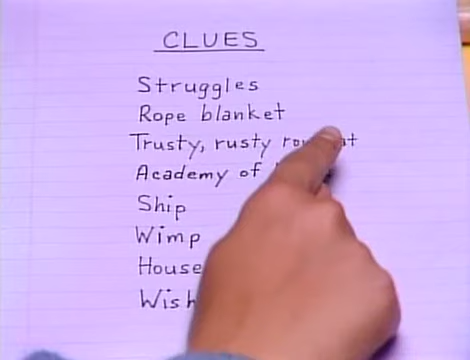 CLUES
Struggles
Rope blanket
Trusty, rusty
Academy of
Ship
Wimp
House
Wish